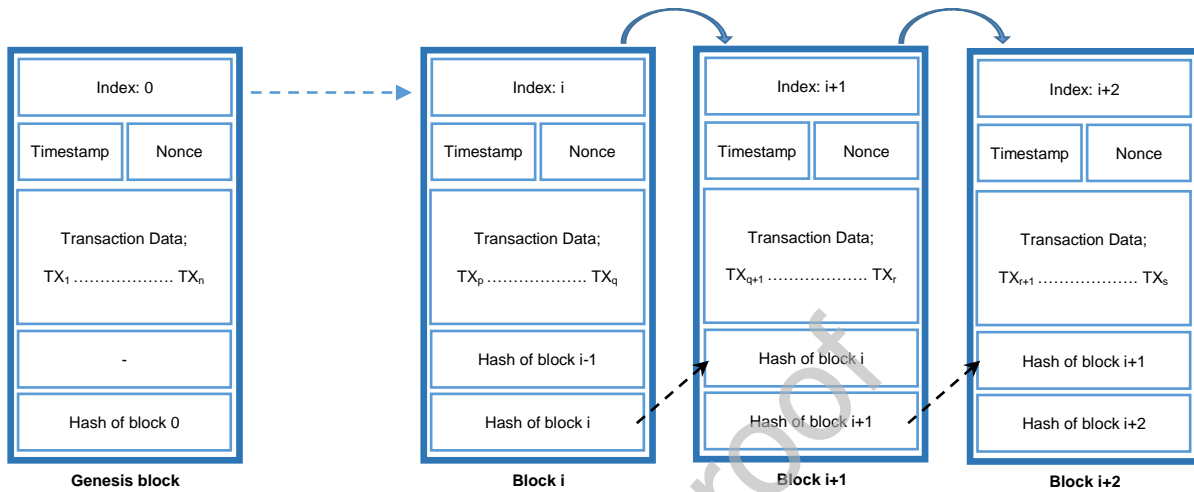 Index: 0
Timestamp
Nonce
Transaction Data;
TX₁ ………………. TXₙ
-
Hash of block 0
Genesis block
Index: i
Timestamp
Nonce
Transaction Data;
TXp ………………. TXq
Hash of block i-1
Hash of block i
Block i
Index: i+1
Timestamp
Nonce
Transaction Data;
TXq+1 ………………. TXr
Hash of block i
Hash of block i+1
Block i+1
Index: i+2
Timestamp
Nonce
Transaction Data;
TXr+1 ………………. TXs
Hash of block i+1
Hash of block i+2
Block i+2
roof